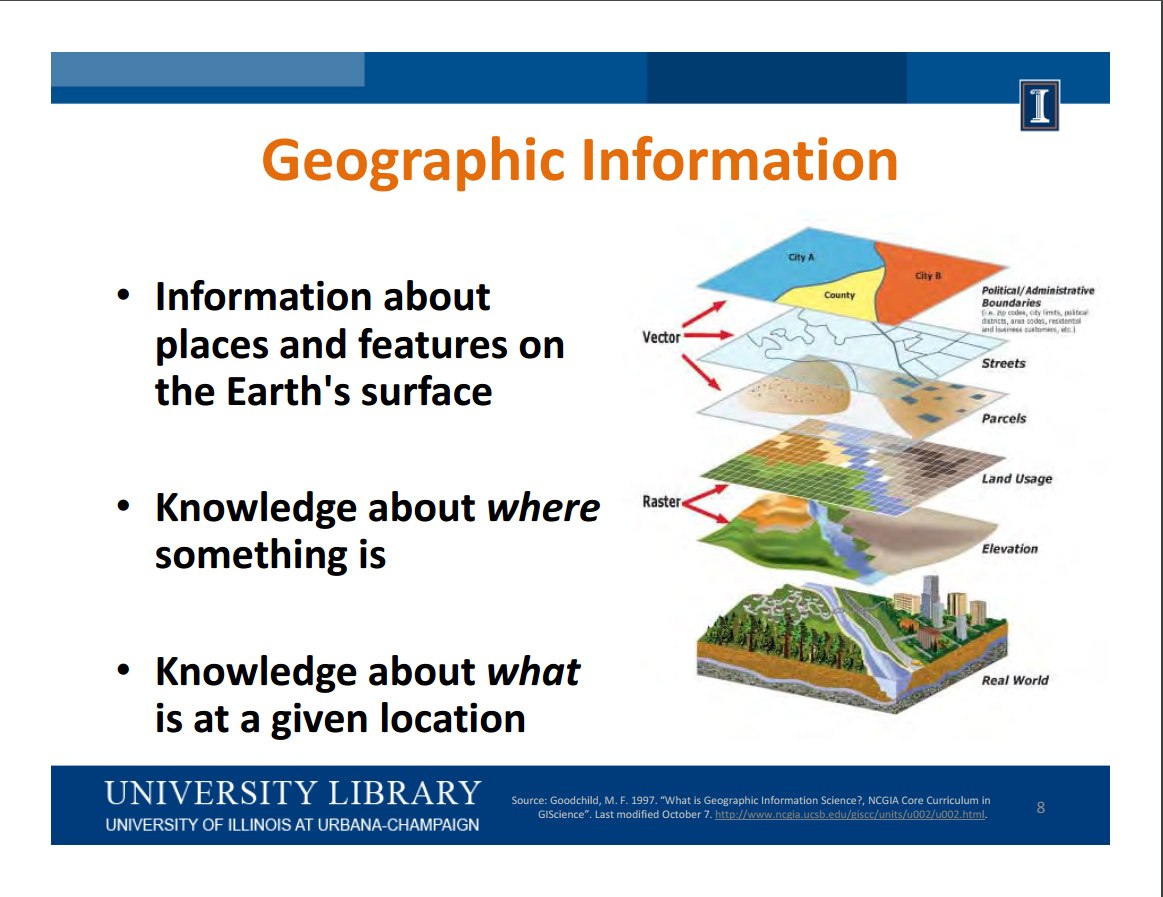 Geographic Information
• Information about
places and features on
the Earth's surface
• Knowledge about where
something is
• Knowledge about what
is at a given location
City A
City B
County
Political/Administrative
Boundaries
(i.e. zip codes, city limits, political
districts, area codes, residential
and business customers, etc.)
Vector
Streets
Parcels
Land Usage
Raster
Elevation
Real World
UNIVERSITY LIBRARY
UNIVERSITY OF ILLINOIS AT URBANA-CHAMPAIGN
Source: Goodchild, M. F. 1997. “What is Geographic Information Science?, NCGIA Core Curriculum in
GIScience”. Last modified October 7. http://www.ncgia.ucsb.edu/giscc/units/u002/u002.html.
8
I